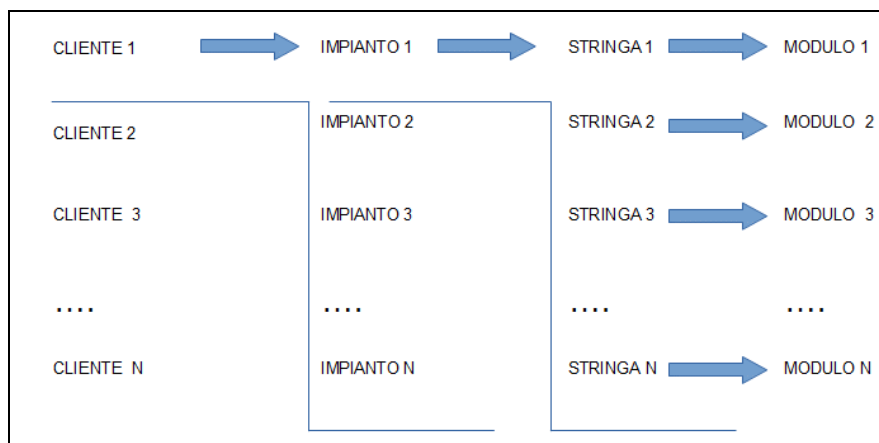 CLIENTE 1 IMPIANTO 1 STRINGA 1 MODULO 1
CLIENTE 2 IMPIANTO 2 STRINGA 2 MODULO 2
CLIENTE 3 IMPIANTO 3 STRINGA 3 MODULO 3
.... .... .... ....
CLIENTE N IMPIANTO N STRINGA N MODULO N